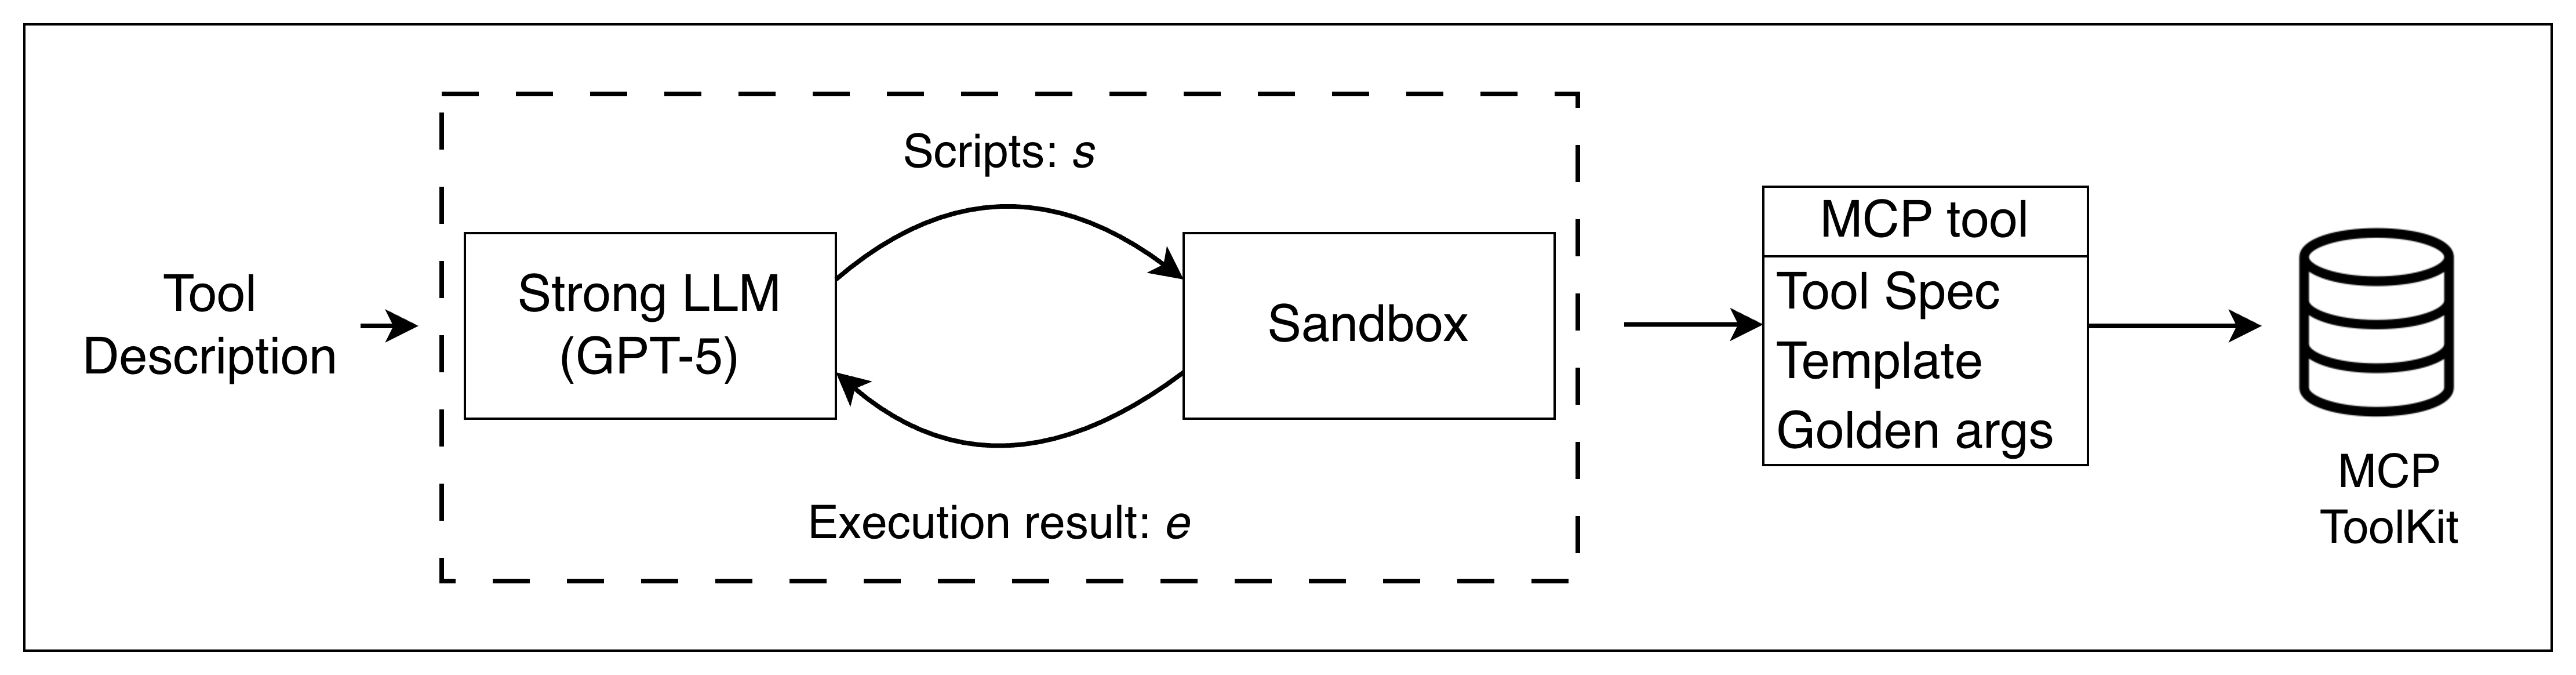 Tool
Description
Scripts: s
Strong LLM
(GPT-5)
Sandbox
Execution result: e
MCP tool
Tool Spec
Template
Golden args
MCP
ToolKit